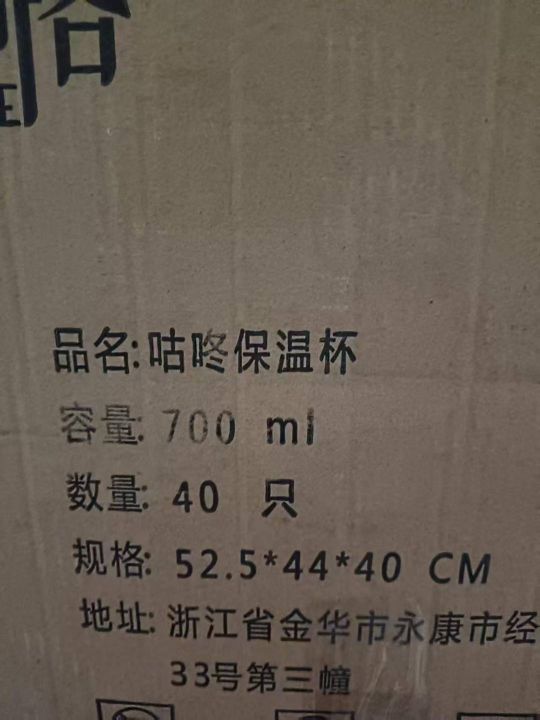 品名:咕咚保温杯
容量:700 ml
数量:40 只
规格:52.5*44*40 CM
地址:浙江省金华市永康市经
33号第三幢